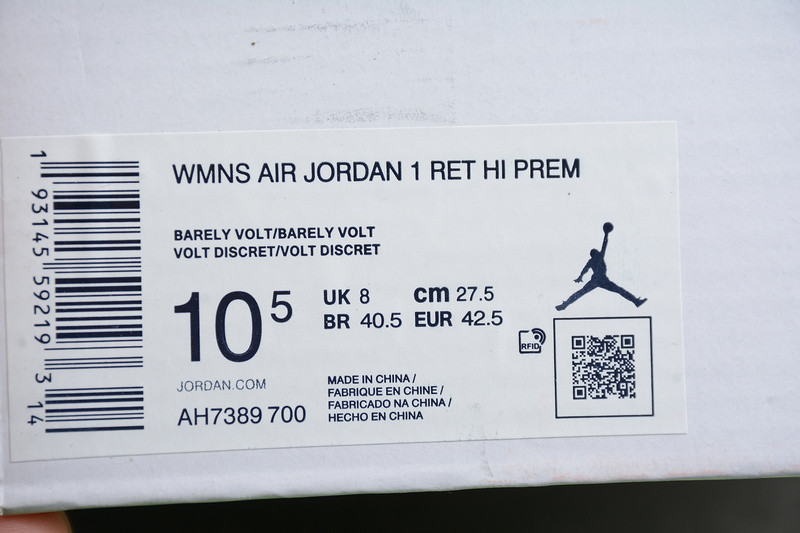 WMNS AIR JORDAN 1 RET HI PREM
BARELY VOLT/BARELY VOLT
VOLT DISCRET/VOLT DISCRET
10 5
UK 8 cm 27.5
BR 40.5 EUR 42.5
RFID
JORDAN.COM
AH7389 700
MADE IN CHINA /
FABRIQUE EN CHINE /
FABRICADO NA CHINA /
HECHO EN CHINA
1 93145 59219 3 14